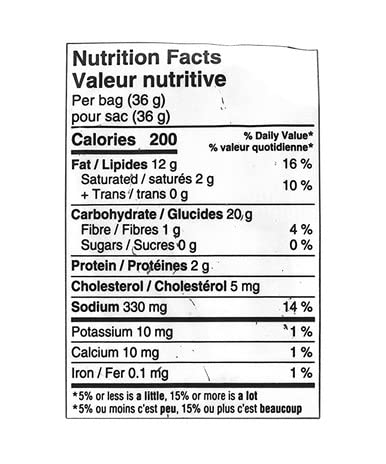 Nutrition Facts
Valeur nutritive
Per bag (36 g)
pour sac (36 g)
Calories 200
% Daily Value*
% valeur quotidienne*
Fat / Lipides 12 g 16 %
Saturated / saturés 2 g
+ Trans / trans 0 g
10 %
Carbohydrate / Glucides 20 g
Fibre / Fibres 1 g 4 %
Sugars / Sucres 0 g 0 %
Protein / Protéines 2 g
Cholesterol / Cholestérol 5 mg
Sodium 330 mg 14 %
Potassium 10 mg 1 %
Calcium 10 mg 1 %
Iron / Fer 0.1 mg 1 %
*5% or less is a little, 15% or more is a lot
*5% ou moins c'est peu, 15% ou plus c'est beaucoup